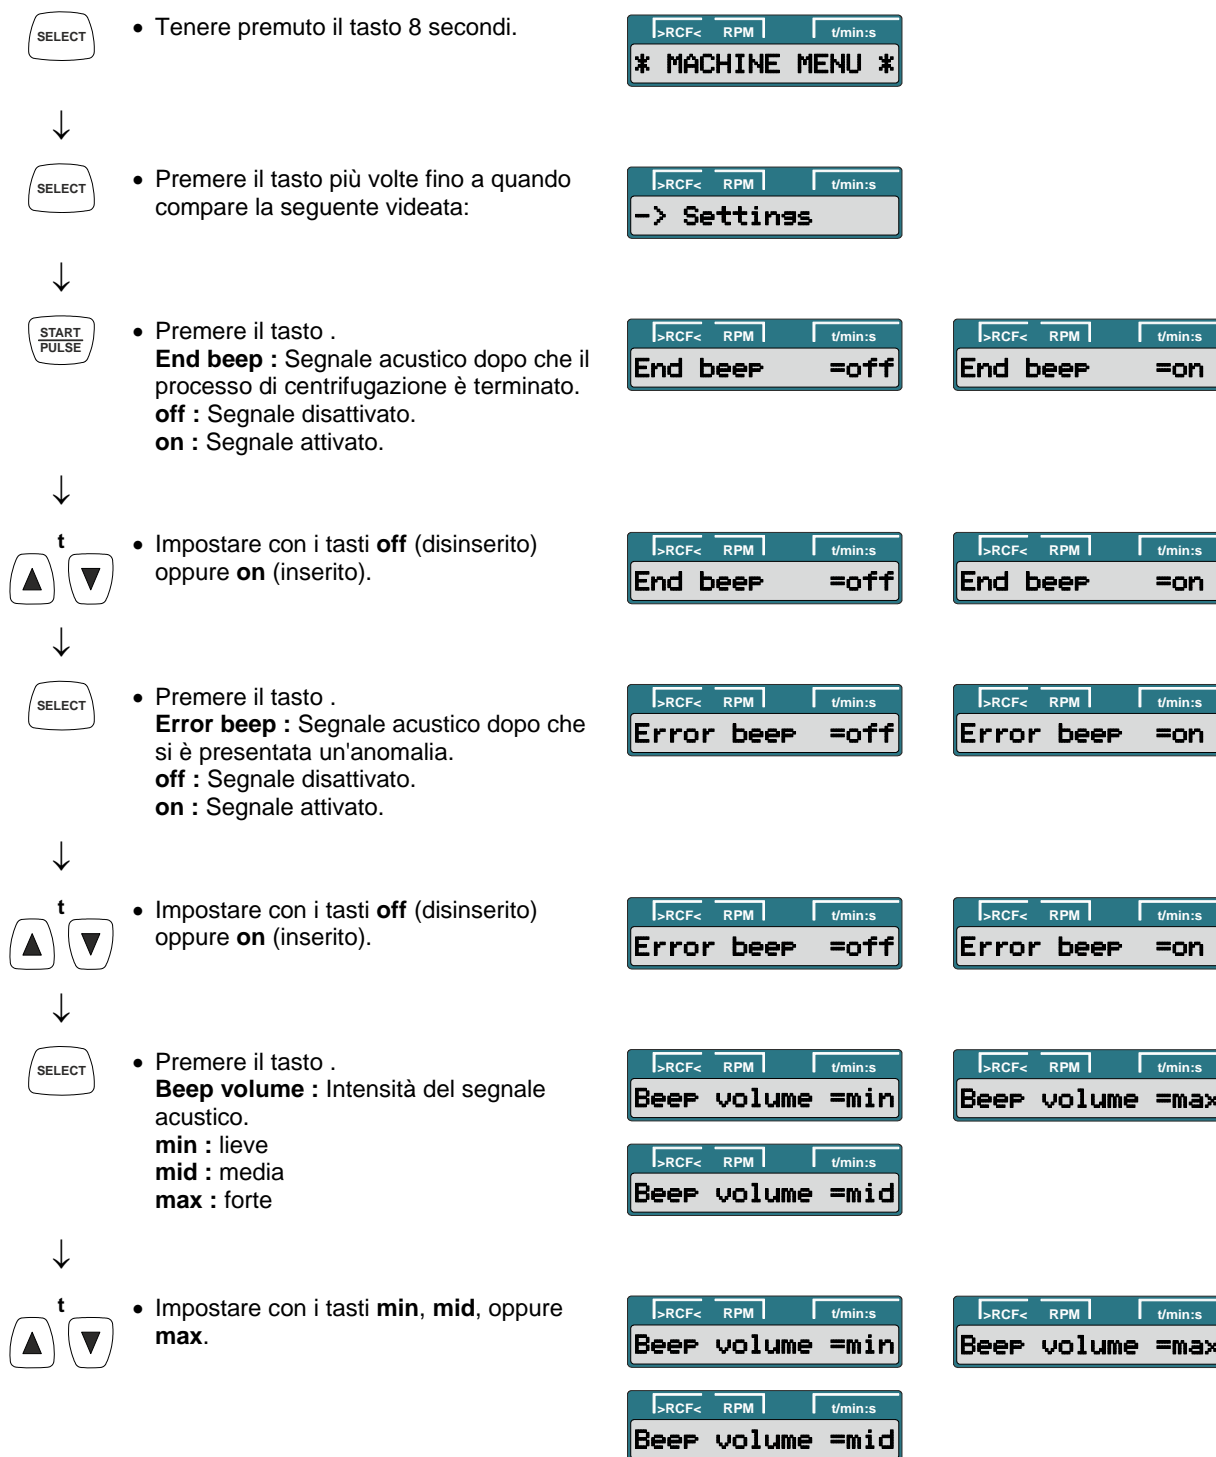 SELECT
• Tenere premuto il tasto 8 secondi.
>RCF< RPM t/min:s
* MACHINE MENU *
↓
SELECT
• Premere il tasto più volte fino a quando
compare la seguente videata:
>RCF< RPM t/min:s
-> Settings
↓
START
PULSE
• Premere il tasto .
End beep : Segnale acustico dopo che il
processo di centrifugazione è terminato.
off : Segnale disattivato.
on : Segnale attivato.
>RCF< RPM t/min:s
End beep =off
>RCF< RPM t/min:s
End beep =on
↓
t
▲ ▼
• Impostare con i tasti off (disinserito)
oppure on (inserito).
>RCF< RPM t/min:s
End beep =off
>RCF< RPM t/min:s
End beep =on
↓
SELECT
• Premere il tasto .
Error beep : Segnale acustico dopo che
si è presentata un'anomalia.
off : Segnale disattivato.
on : Segnale attivato.
>RCF< RPM t/min:s
Error beep =off
>RCF< RPM t/min:s
Error beep =on
↓
t
▲ ▼
• Impostare con i tasti off (disinserito)
oppure on (inserito).
>RCF< RPM t/min:s
Error beep =off
>RCF< RPM t/min:s
Error beep =on
↓
SELECT
• Premere il tasto .
Beep volume : Intensità del segnale
acustico.
min : lieve
mid : media
max : forte
>RCF< RPM t/min:s
Beep volume =min
>RCF< RPM t/min:s
Beep volume =max
>RCF< RPM t/min:s
Beep volume =mid
↓
t
▲ ▼
• Impostare con i tasti min, mid, oppure
max.
>RCF< RPM t/min:s
Beep volume =min
>RCF< RPM t/min:s
Beep volume =max
>RCF< RPM t/min:s
Beep volume =mid